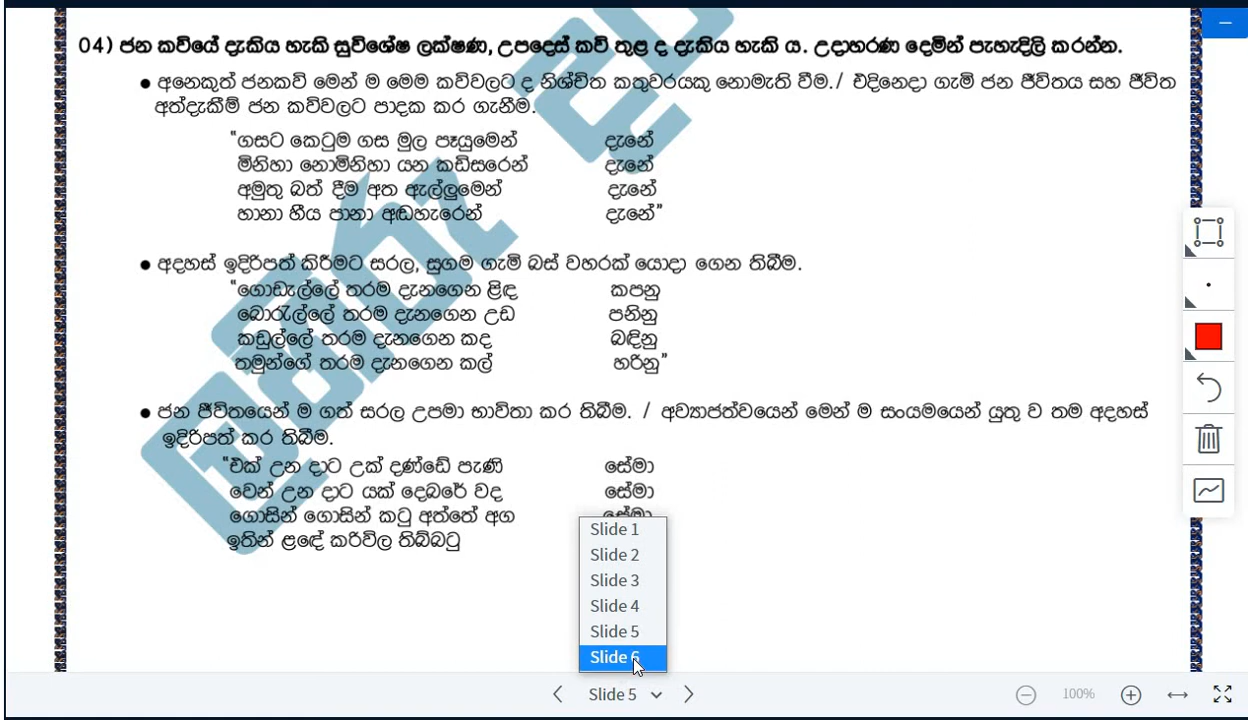 04) ජන කවියේ දැකිය හැකි සුවිශේෂ ලක්ෂණ, උපදෙස් කවි තුළ ද දැකිය හැකි ය. උදාහරණ දෙමින් පැහැදිලි කරන්න.
● අනෙකුත් ජනකවි මෙන් ම මෙම කවිවලට ද නිශ්චිත කතුවරයකු නොමැති වීම./ එදිනෙදා ගැමි ජන ජීවිතය සහ ජීවිත
අත්දැකීම් ජන කවිවලට පාදක කර ගැනීම.
"ගසට කෙටුම ගස මුල පෑයුමෙන් දැනේ
මිනිහා නොමිනිහා යන කඩිසරෙන් දැනේ
අමුතු බත් දීම අත ඇල්ලුමෙන් දැනේ
හානා හීය පානා අඬහැරෙන් දැනේ"
● අදහස් ඉදිරිපත් කිරීමට සරල, සුගම ගැමි බස් වහරක් යොදා ගෙන තිබීම.
"ගොඩැල්ලේ තරම දැනගෙන ළිඳ කපනු
බොරැල්ලේ තරම දැනගෙන උඩ පනිනු
කඩුල්ලේ තරම දැනගෙන කද බඳිනු
තමුන්ගේ තරම දැනගෙන කල් හරිනු"
● ජන ජීවිතයෙන් ම ගත් සරල උපමා භාවිතා කර තිබීම. / අව්‍යාජත්වයෙන් මෙන් ම සංයමයෙන් යුතු ව තම අදහස්
ඉදිරිපත් කර තිබීම.
"එක් උන දාට උක් දණ්ඩේ පැණි සේමා
වෙන් උන දාට යක් දෙබරේ වද සේමා
ගොසින් ගොසින් කටු අත්තේ අග සේමා
ඉතින් ළඳේ කරිවිල තිබ්බටු
Slide 1
Slide 2
Slide 3
Slide 4
Slide 5
Slide 6
Slide 5
100%